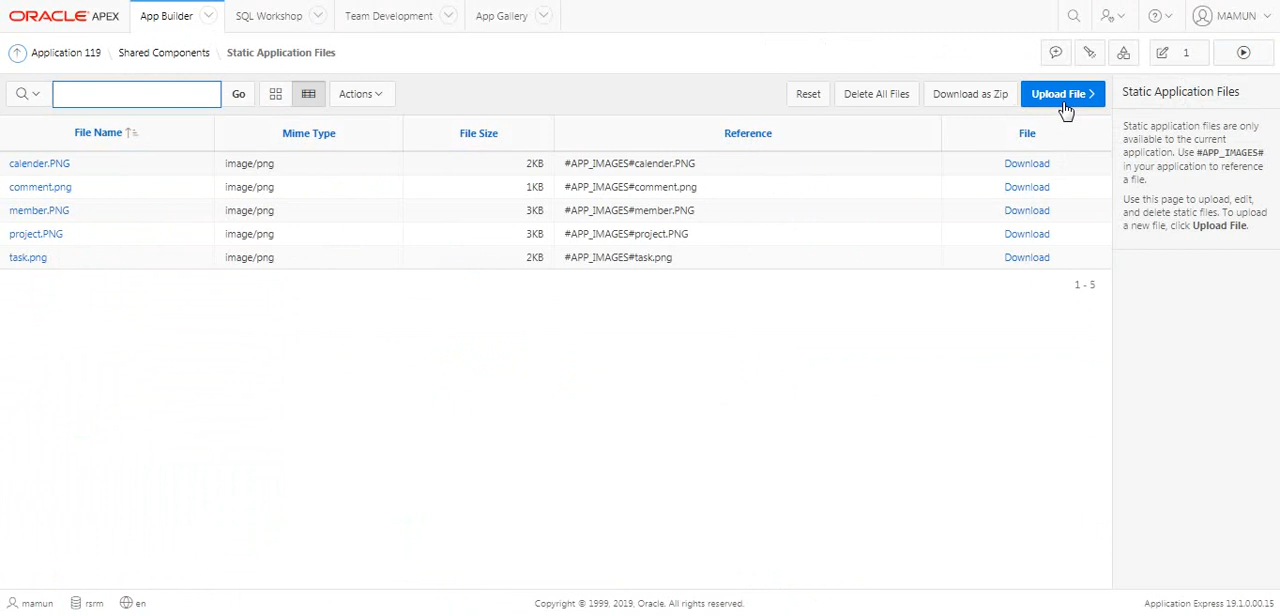 ORACLE APEX App Builder SQL Workshop Team Development App Gallery MAMUN
Application 119 \ Shared Components \ Static Application Files 1
Go Actions Reset Delete All Files Download as Zip Upload File
Static Application Files
File Name Mime Type File Size Reference File
calender.PNG image/png 2KB #APP_IMAGES#calender.PNG Download
comment.png image/png 1KB #APP_IMAGES#comment.png Download
member.PNG image/png 3KB #APP_IMAGES#member.PNG Download
project.PNG image/png 3KB #APP_IMAGES#project.PNG Download
task.png image/png 2KB #APP_IMAGES#task.png Download
1 - 5
Static application files are only
available to the current
application. Use #APP_IMAGES#
in your application to reference
a file.
Use this page to upload, edit,
and delete static files. To upload
a new file, click Upload File.
mamun rsrm en Copyright © 1999, 2019, Oracle. All rights reserved. Application Express 19.1.0.00.15